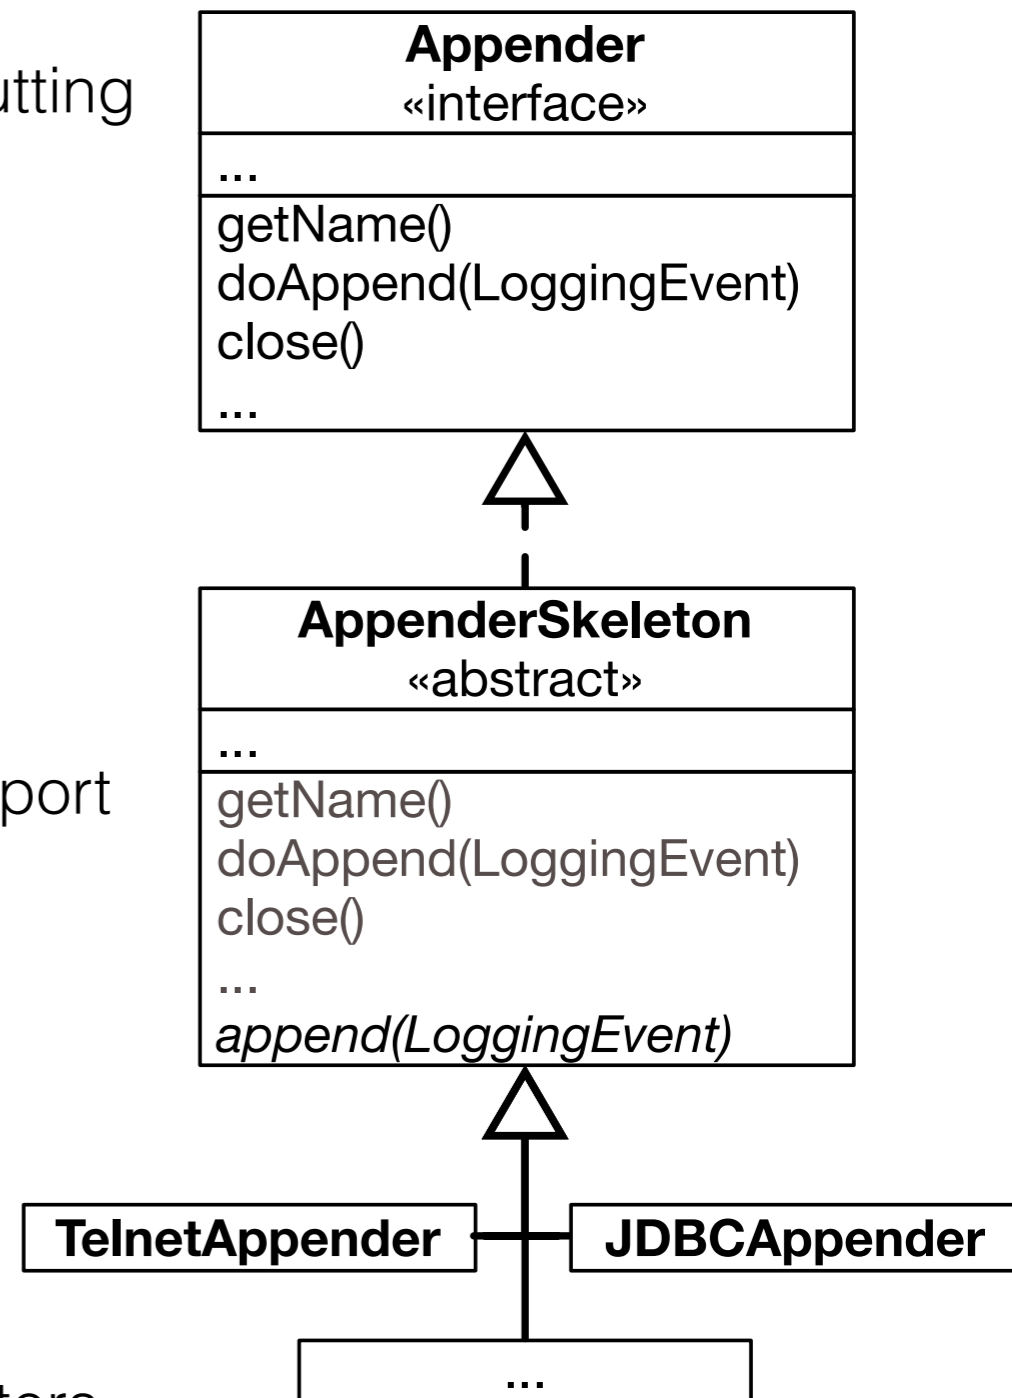 Appender
«interface»
utting
...
getName()
doAppend(LoggingEvent)
close()
...
AppenderSkeleton
«abstract»
...
port
getName()
doAppend(LoggingEvent)
close()
...
append(LoggingEvent)
TelnetAppender
JDBCAppender
...